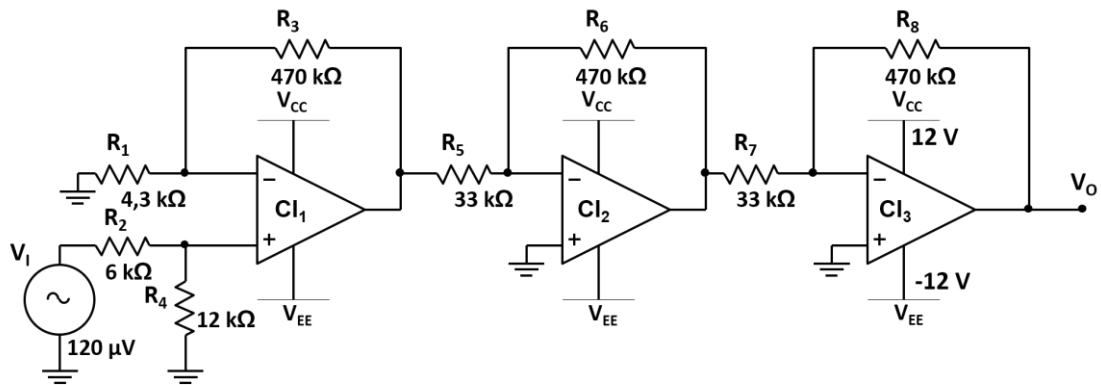 R3
470 kΩ
VCC
R1
4,3 kΩ
R2
6 kΩ
VI
120 µV
R4
12 kΩ
−
+
CI1
VEE
R5
33 kΩ
R6
470 kΩ
VCC
−
+
CI2
VEE
R7
33 kΩ
R8
470 kΩ
VCC
12 V
−
+
CI3
-12 V
VEE
VO